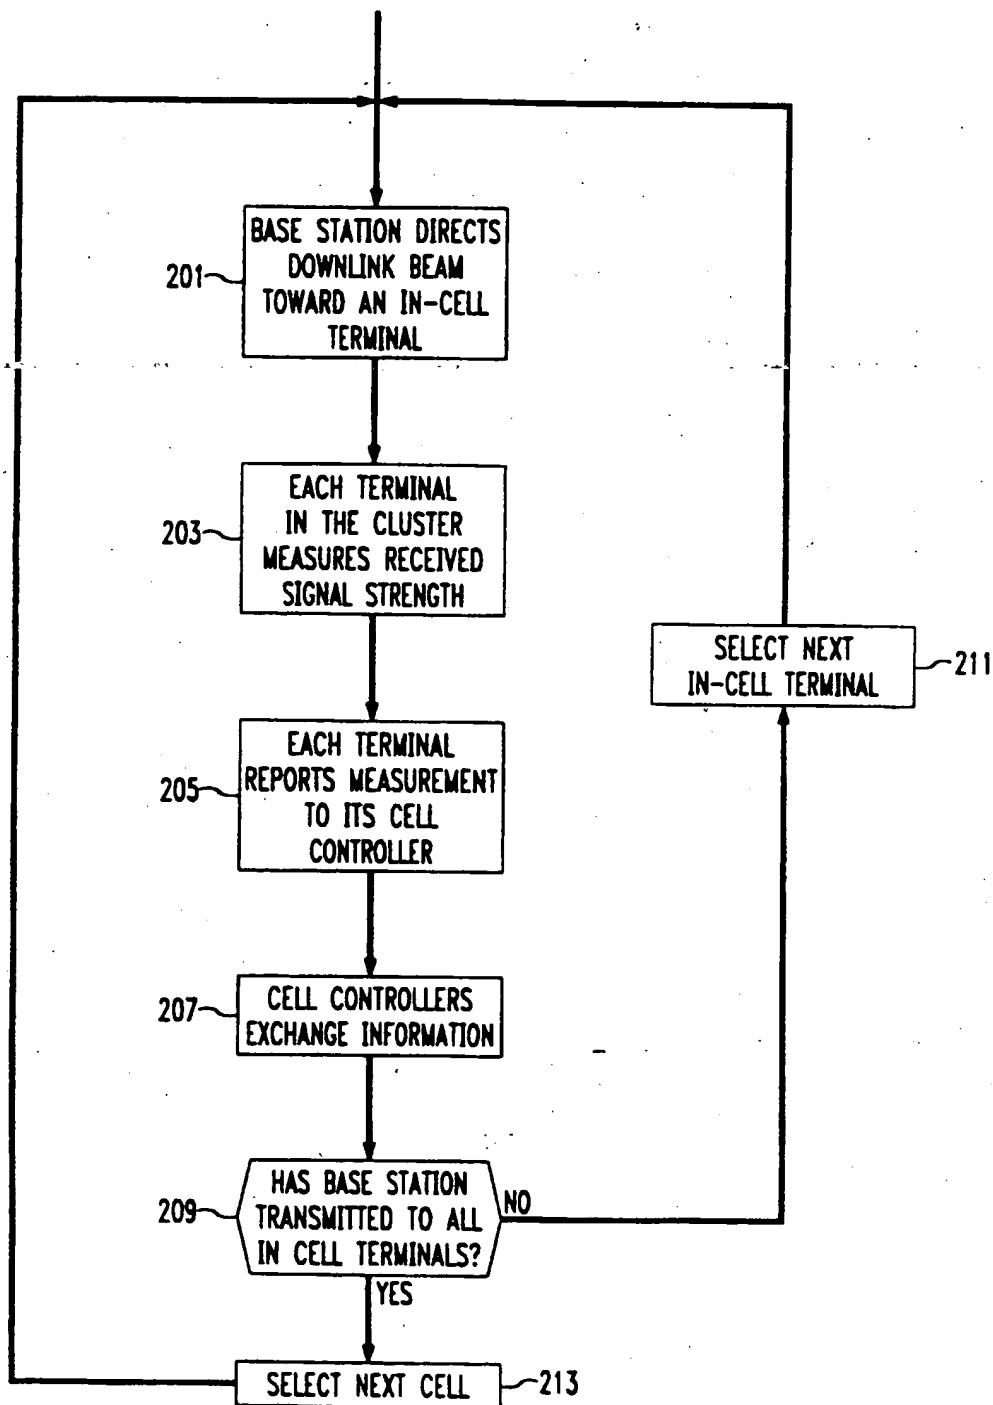 BASE STATION DIRECTS
DOWNLINK BEAM
TOWARD AN IN-CELL
TERMINAL
201
EACH TERMINAL
IN THE CLUSTER
MEASURES RECEIVED
SIGNAL STRENGTH
203
SELECT NEXT
IN-CELL TERMINAL
211
EACH TERMINAL
REPORTS MEASUREMENT
TO ITS CELL
CONTROLLER
205
CELL CONTROLLERS
EXCHANGE INFORMATION
207
HAS BASE STATION
TRANSMITTED TO ALL
IN CELL TERMINALS?
209
NO
YES
SELECT NEXT CELL
213